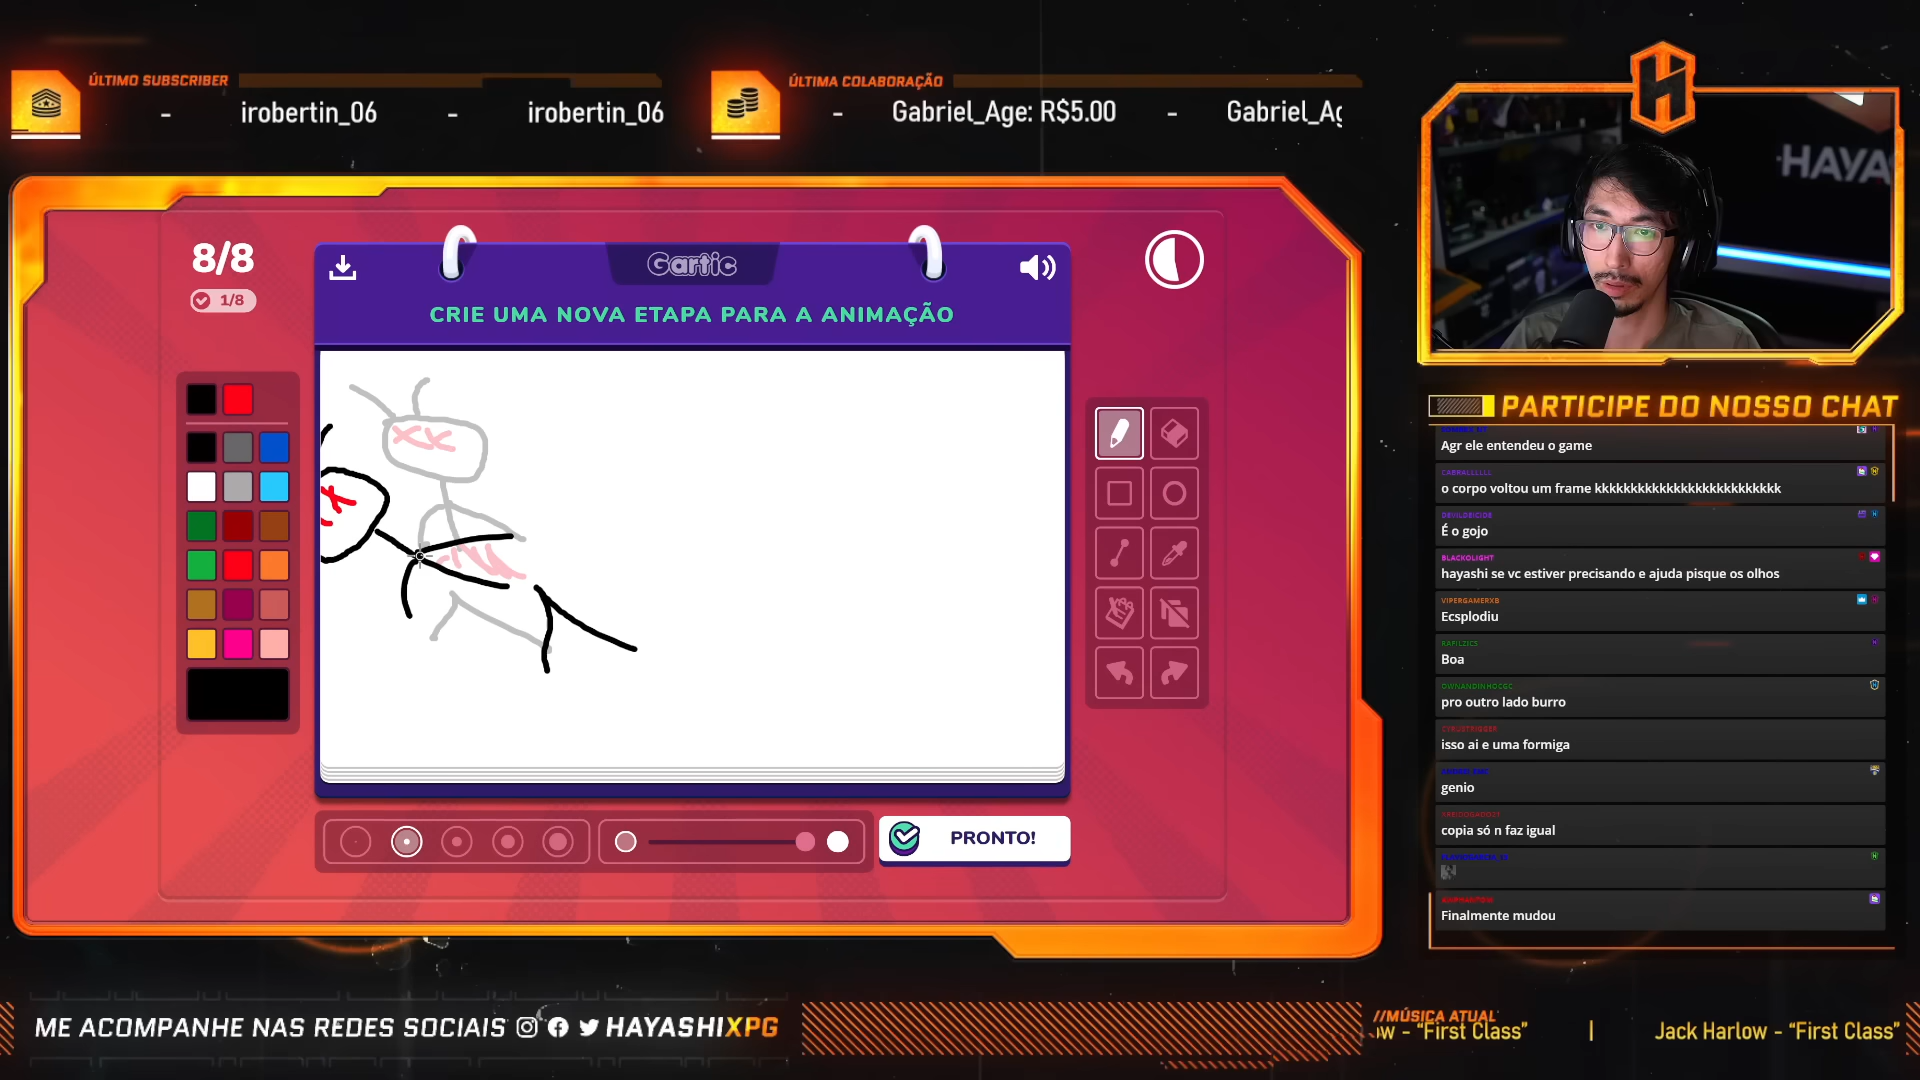 ÚLTIMO SUBSCRIBER
- irobertin_06 - irobertin_06
ÚLTIMA COLABORAÇÃO
- Gabriel_Age: R$5.00 - Gabriel_Ag
HAYA
8/8
1/8
Gartic
CRIE UMA NOVA ETAPA PARA A ANIMAÇÃO
PRONTO!
PARTICIPE DO NOSSO CHAT
Agr ele entendeu o game
CABRALLLLLL
o corpo voltou um frame kkkkkkkkkkkkkkkkkkkkkkkkkk
DEVILDEICIDE
É o gojo
BLACKOLIGHT
hayashi se vc estiver precisando e ajuda pisque os olhos
VIPERGAMERXB
Ecsplodiu
Boa
OWNANDINHOCGC
pro outro lado burro
isso ai e uma formiga
genio
copia só n faz igual
Finalmente mudou
ME ACOMPANHE NAS REDES SOCIAIS HAYASHIXPG
//MÚSICA ATUAL
w - “First Class” | Jack Harlow - “First Class”